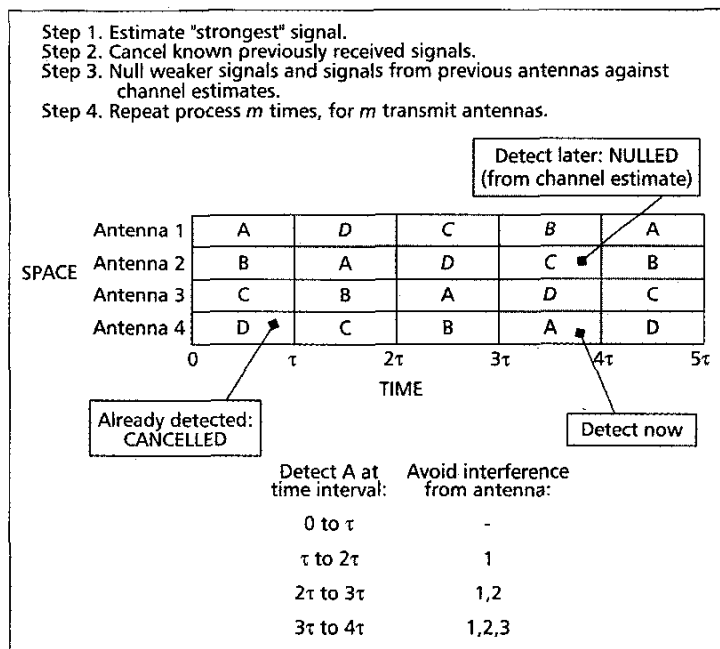 Step 1. Estimate "strongest" signal.
Step 2. Cancel known previously received signals.
Step 3. Null weaker signals and signals from previous antennas against
channel estimates.
Step 4. Repeat process m times, for m transmit antennas.
Detect later: NULLED
(from channel estimate)
Antenna 1 A D C B A
Antenna 2 B A D C B
SPACE
Antenna 3 C B A D C
Antenna 4 D C B A D
0 τ 2τ 3τ 4τ 5τ
TIME
Already detected:
CANCELLED
Detect now
Detect A at Avoid interference
time interval: from antenna:
0 to τ -
τ to 2τ 1
2τ to 3τ 1,2
3τ to 4τ 1,2,3